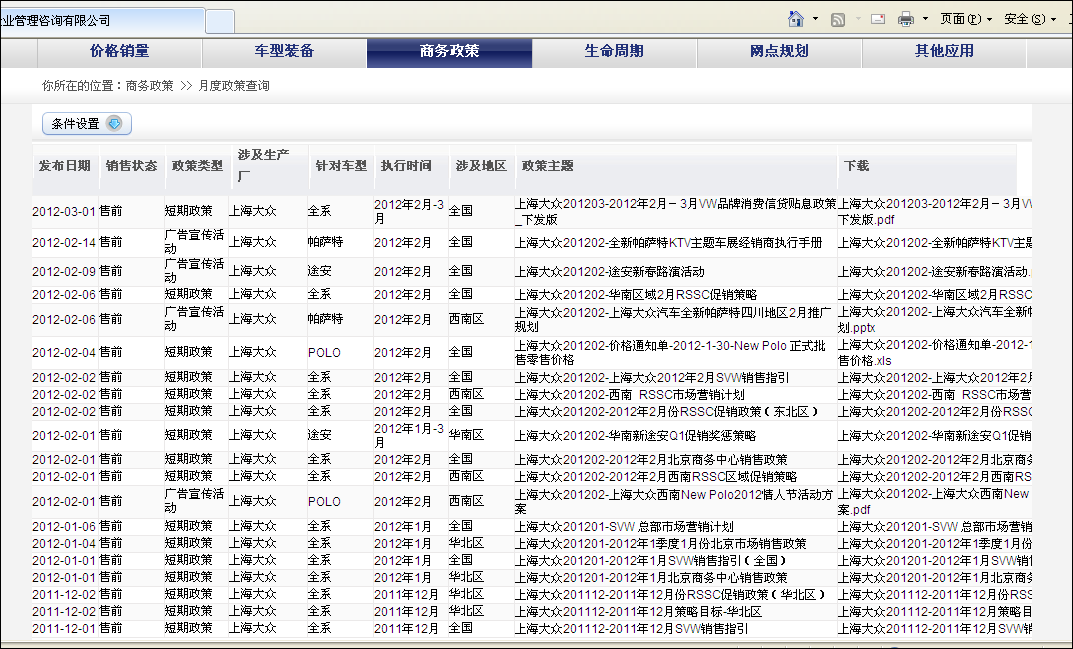 业管理咨询有限公司
页面(P) 安全(S)
价格销量 车型装备 商务政策 生命周期 网点规划 其他应用
你所在的位置：商务政策 >> 月度政策查询
条件设置
发布日期 销售状态 政策类型 涉及生产厂 针对车型 执行时间 涉及地区 政策主题 下载
2012-03-01 售前 短期政策 上海大众 全系 2012年2月-3月 全国 上海大众201203-2012年2月－3月VW品牌消费信贷贴息政策_下发版 上海大众201203-2012年2月－3月VW下发版.pdf
2012-02-14 售前 广告宣传活动 上海大众 帕萨特 2012年2月 全国 上海大众201202-全新帕萨特KTV主题车展经销商执行手册 上海大众201202-全新帕萨特KTV主题
2012-02-09 售前 广告宣传活动 上海大众 途安 2012年2月 全国 上海大众201202-途安新春路演活动 上海大众201202-途安新春路演活动.
2012-02-06 售前 短期政策 上海大众 全系 2012年2月 全国 上海大众201202-华南区域2月RSSC促销策略 上海大众201202-华南区域2月RSSC
2012-02-06 售前 广告宣传活动 上海大众 帕萨特 2012年2月 西南区 上海大众201202-上海大众汽车全新帕萨特四川地区2月推广规划 上海大众201202-上海大众汽车全新帕划.pptx
2012-02-04 售前 短期政策 上海大众 POLO 2012年2月 全国 上海大众201202-价格通知单-2012-1-30-New Polo 正式批售零售价格 上海大众201202-价格通知单-2012-1售价格.xls
2012-02-02 售前 短期政策 上海大众 全系 2012年2月 全国 上海大众201202-上海大众2012年2月SVW销售指引 上海大众201202-上海大众2012年2月
2012-02-02 售前 短期政策 上海大众 全系 2012年2月 西南区 上海大众201202-西南 RSSC市场营销计划 上海大众201202-西南 RSSC市场营
2012-02-02 售前 短期政策 上海大众 全系 2012年2月 全国 上海大众201202-2012年2月份RSSC促销政策（东北区） 上海大众201202-2012年2月份RSSC
2012-02-01 售前 短期政策 上海大众 途安 2012年1月-3月 华南区 上海大众201202-华南新途安Q1促销奖惩策略 上海大众201202-华南新途安Q1促销
2012-02-01 售前 短期政策 上海大众 全系 2012年2月 全国 上海大众201202-2012年2月北京商务中心销售政策 上海大众201202-2012年2月北京商务
2012-02-01 售前 短期政策 上海大众 全系 2012年2月 西南区 上海大众201202-2012年2月西南RSSC区域促销策略 上海大众201202-2012年2月西南RS
2012-02-01 售前 广告宣传活动 上海大众 POLO 2012年2月 西南区 上海大众201202-上海大众西南New Polo2012情人节活动方案 上海大众201202-上海大众西南New 案.pdf
2012-01-06 售前 短期政策 上海大众 全系 2012年1月 全国 上海大众201201-SVW 总部市场营销计划 上海大众201201-SVW 总部市场营销
2012-01-04 售前 短期政策 上海大众 全系 2012年1月 华北区 上海大众201201-2012年1季度1月份北京市场销售政策 上海大众201201-2012年1季度1月份
2012-01-01 售前 短期政策 上海大众 全系 2012年1月 全国 上海大众201201-2012年1月SVW销售指引（全国） 上海大众201201-2012年1月SVW销
2012-01-01 售前 短期政策 上海大众 全系 2012年1月 华北区 上海大众201201-2012年1月北京商务中心销售政策 上海大众201201-2012年1月北京商务
2011-12-02 售前 短期政策 上海大众 全系 2011年12月 华北区 上海大众201112-2011年12月份RSSC促销政策（华北区） 上海大众201112-2011年12月份RSS
2011-12-02 售前 短期政策 上海大众 全系 2011年12月 华北区 上海大众201112-2011年12月策略目标-华北区 上海大众201112-2011年12月策略目
2011-12-01 售前 短期政策 上海大众 全系 2011年12月 全国 上海大众201112-2011年12月SVW销售指引 上海大众201112-2011年12月SVW销